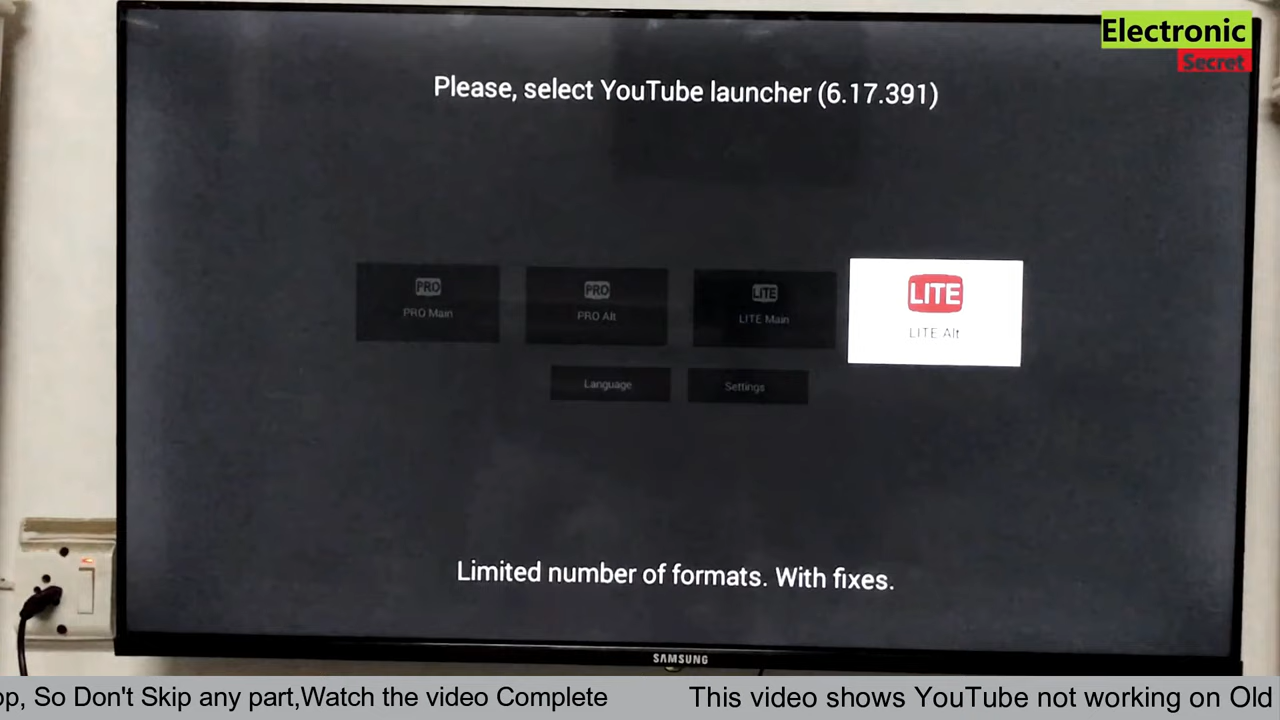 Electronic
Secret
Please, select YouTube launcher (6.17.391)
PRO
PRO
LITE
LITE
PRO Main
PRO Alt
LITE Main
LITE Alt
Language
Settings
Limited number of formats. With fixes.
SAMSUNG
op, So Don't Skip any part,Watch the video Complete
This video shows YouTube not working on Old